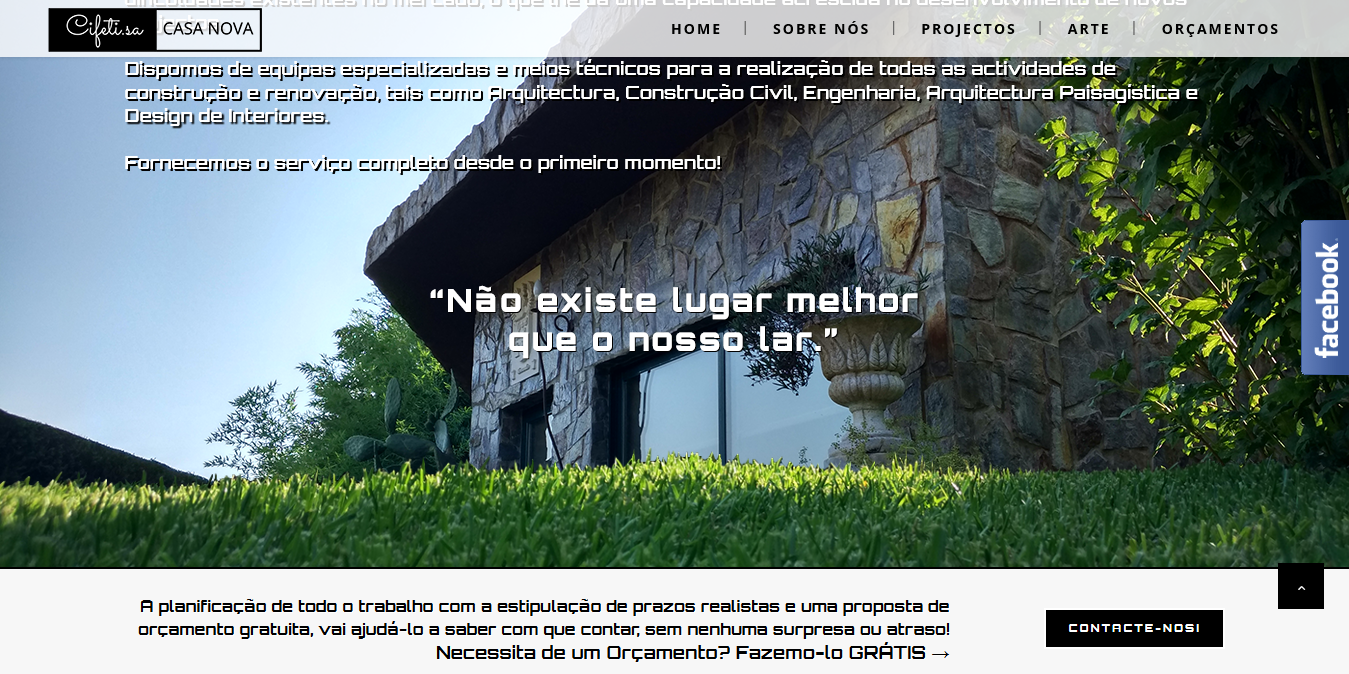 Cifeti.sa CASA NOVA
HOME | SOBRE NÓS | PROJECTOS | ARTE | ORÇAMENTOS
dificuldades existentes no mercado, o que lhe dá uma capacidade acrescida no desenvolvimento de novos
Dispomos de equipas especializadas e meios técnicos para a realização de todas as actividades de
construção e renovação, tais como Arquitectura, Construção Civil, Engenharia, Arquitectura Paisagística e
Design de Interiores.
Fornecemos o serviço completo desde o primeiro momento!
facebook
“Não existe lugar melhor
que o nosso lar.”
A planificação de todo o trabalho com a estipulação de prazos realistas e uma proposta de
orçamento gratuita, vai ajudá-lo a saber com que contar, sem nenhuma surpresa ou atraso!
Necessita de um Orçamento? Fazemo-lo GRÁTIS →
CONTACTE-NOS!